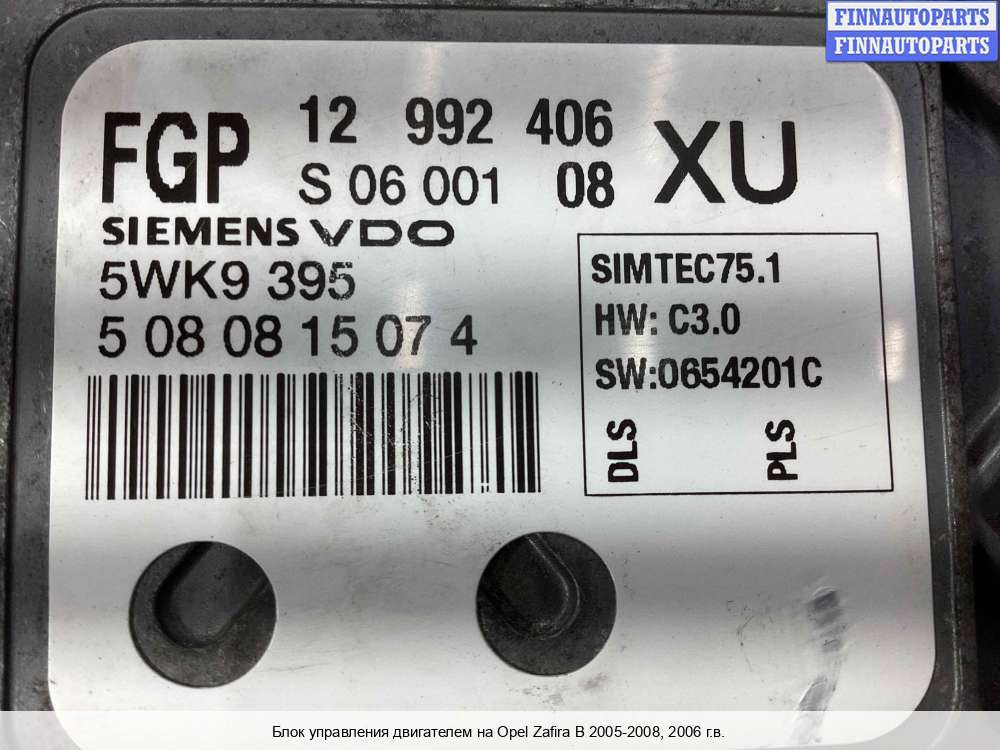 FINNAUTOPARTS
FINNAUTOPARTS
FGP 12 992 406 XU
S 06 001 08
SIEMENS VDO
5WK9 395
5 08 08 15 07 4
SIMTEC75.1
HW: C3.0
SW:0654201C
DLS PLS
Блок управления двигателем на Opel Zafira B 2005-2008, 2006 г.в.